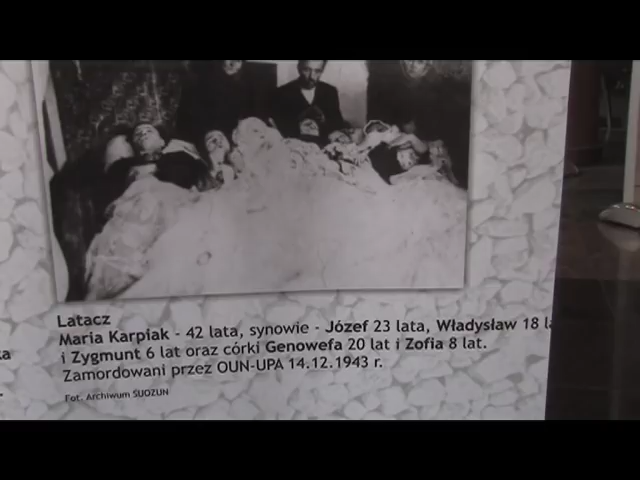 Latacz
Maria Karpiak - 42 lata, synowie - Józef 23 lata, Władysław 18
i Zygmunt 6 lat oraz córki Genowefa 20 lat i Zofia 8 lat.
Zamordowani przez OUN-UPA 14.12.1943 r.
Fot. Archiwum SUOZUN